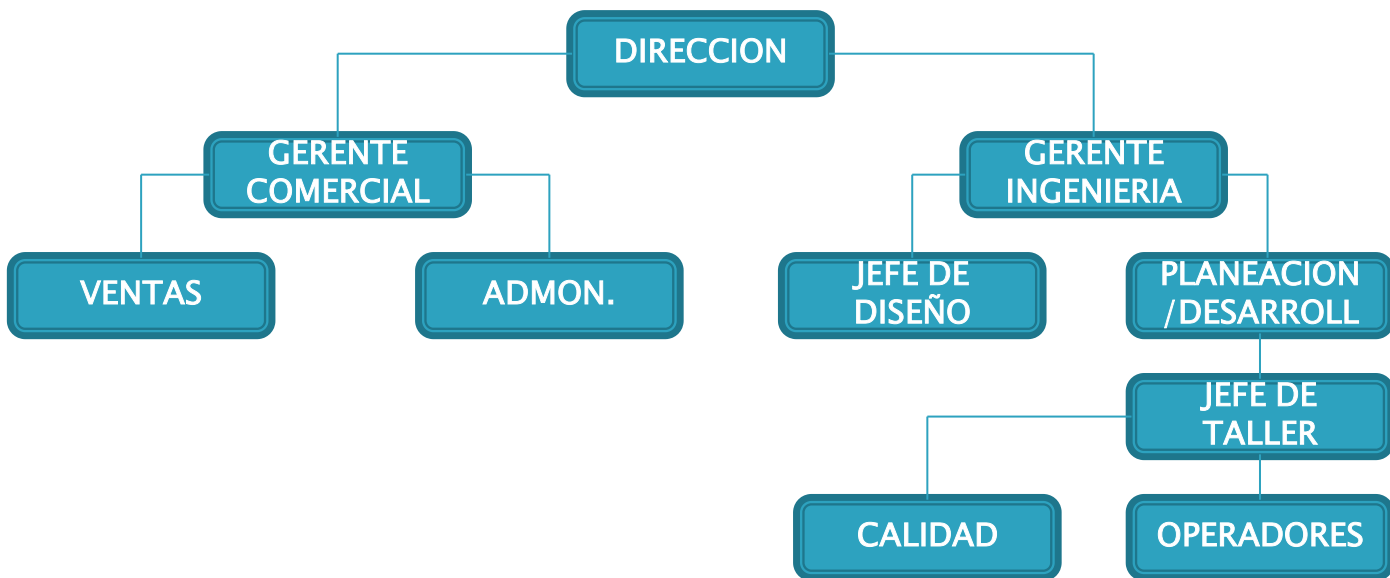 DIRECCION
GERENTE
COMERCIAL
GERENTE
INGENIERIA
VENTAS
ADMON.
JEFE DE
DISEÑO
PLANEACION
/DESARROLL
JEFE DE
TALLER
CALIDAD
OPERADORES